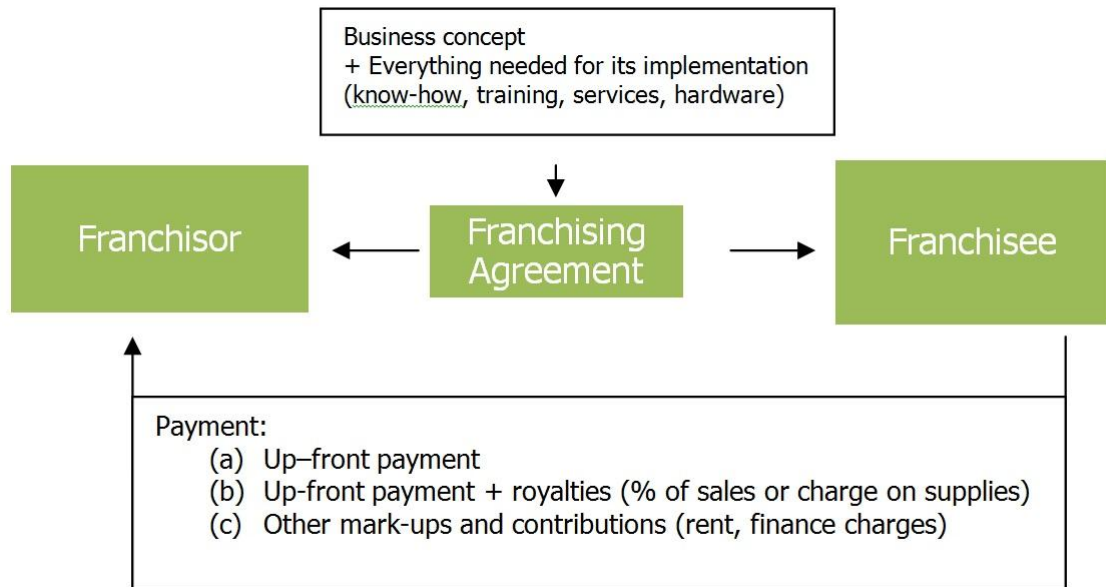 Business concept
+ Everything needed for its implementation
(know-how, training, services, hardware)
Franchisor
Franchising
Agreement
Franchisee
Payment:
(a) Up–front payment
(b) Up-front payment + royalties (% of sales or charge on supplies)
(c) Other mark-ups and contributions (rent, finance charges)